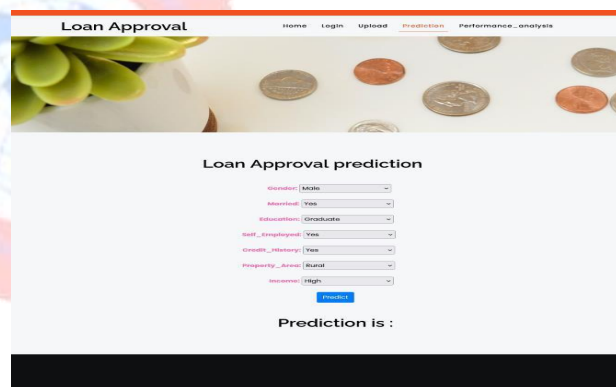 Loan Approval Home Login Upload Prediction Performance_analysis
Loan Approval prediction
Gender: Male
Married: Yes
Education: Graduate
Self_Employed: Yes
Credit_History: Yes
Property_Area: Rural
Income: High
Predict
Prediction is :